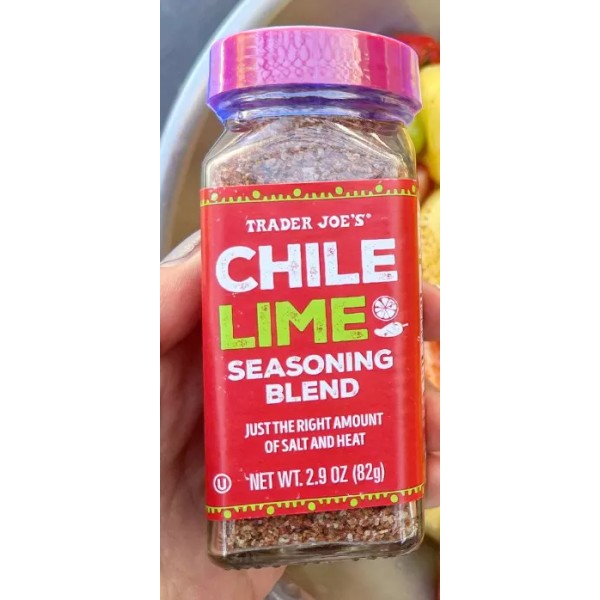 TRADER JOE'S®
CHILE
LIME
SEASONING
BLEND
JUST THE RIGHT AMOUNT
OF SALT AND HEAT
U NET WT. 2.9 OZ (82g)